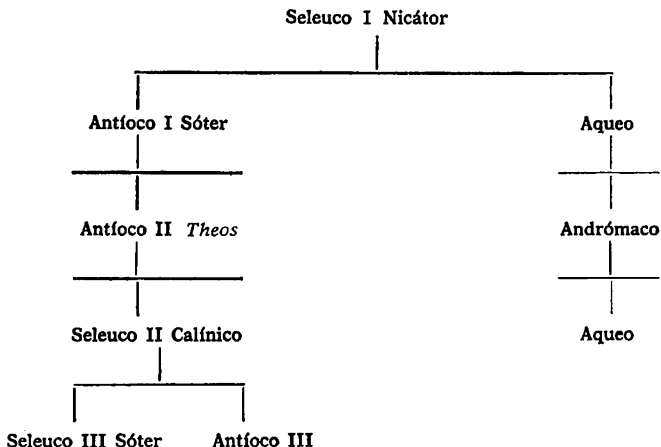 Seleuco I Nicátor
Antíoco I Sóter Aqueo
Antíoco II Theos Andrómaco
Seleuco II Calínico Aqueo
Seleuco III Sóter Antíoco III